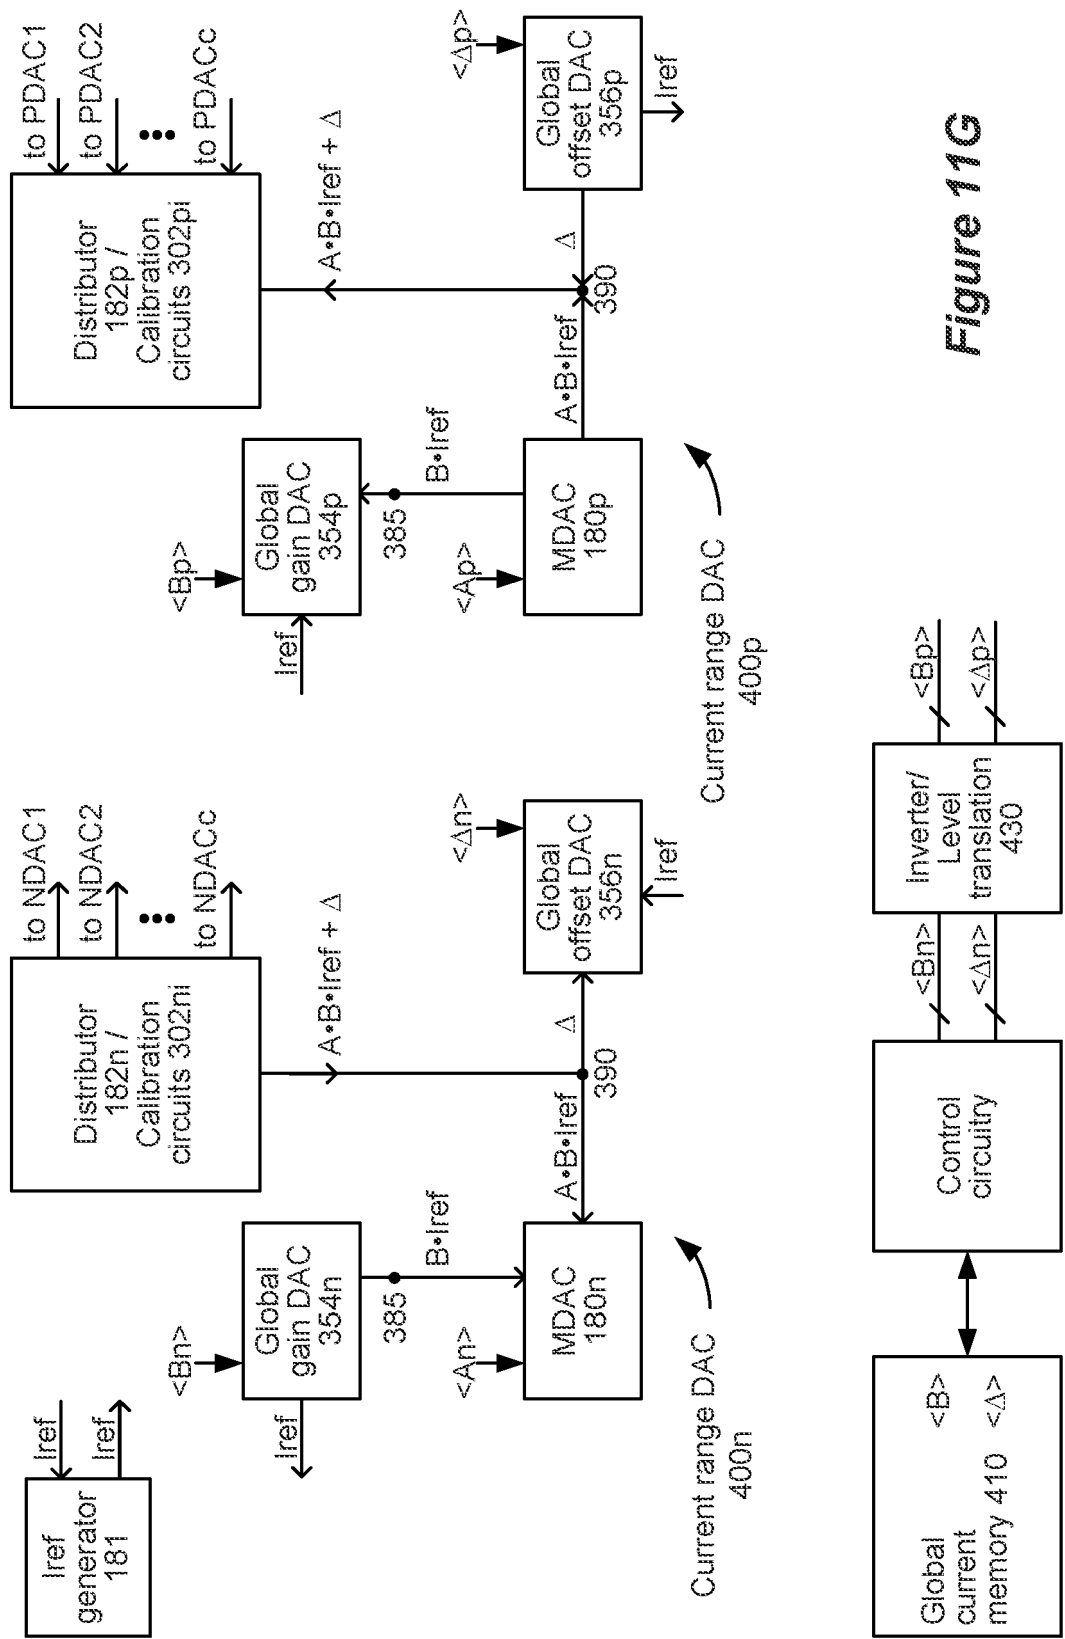 Iref
generator
181
Iref
Iref
<Bn>
Global
gain DAC
354n
Iref
385
B•Iref
<An>
MDAC
180n
A•B•Iref
390
Δ
A•B•Iref + Δ
Distributor
182n /
Calibration
circuits 302ni
to NDAC1
to NDAC2
•••
to NDACc
<Δn>
Global
offset DAC
356n
Iref
Current range DAC
400n
<Bp>
Global
gain DAC
354p
Iref
385
B•Iref
<Ap>
MDAC
180p
A•B•Iref
390
Δ
A•B•Iref + Δ
Distributor
182p /
Calibration
circuits 302pi
to PDAC1
to PDAC2
•••
to PDACc
<Δp>
Global
offset DAC
356p
Iref
Current range DAC
400p
Global
current
memory 410
<B>
<Δ>
Control
circuitry
<Bn>
<Δn>
Inverter/
Level
translation
430
<Bp>
<Δp>
Figure 11G